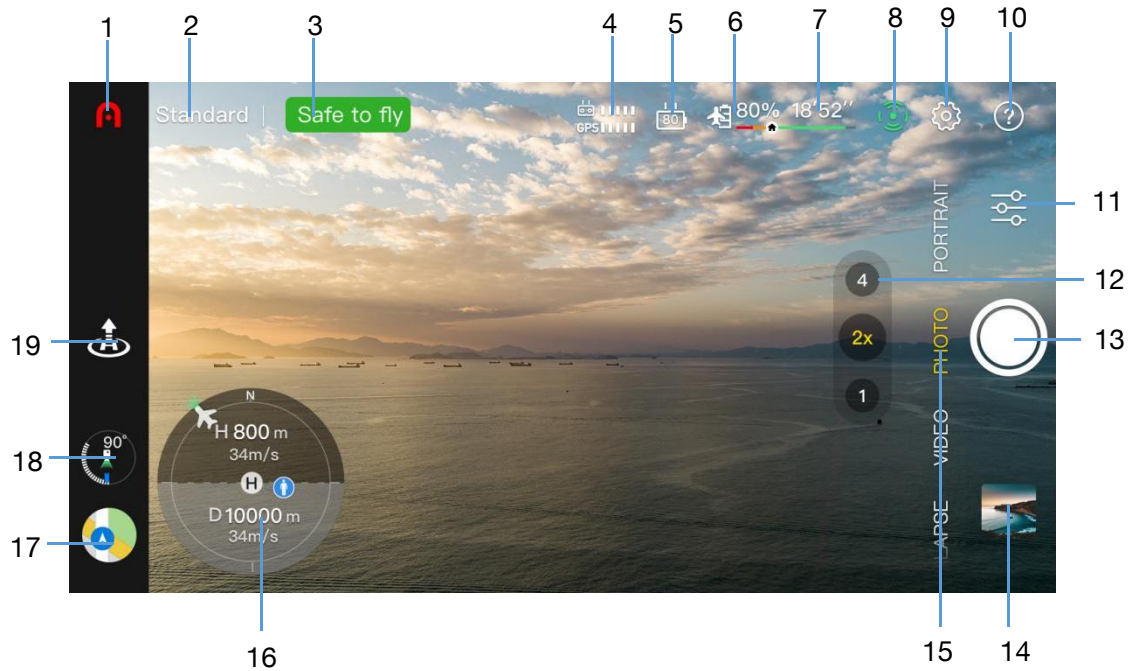 1 2 3 4 5 6 7 8 9 10
Standard | Safe to fly
GPS
80
80% 18′52′′
?
11
PORTRAIT
4
12
PHOTO
2x
13
19
1
N
H 800 m
34m/s
90°
18
VIDEO
H
D 10000 m
34m/s
17
LAPSE
16
15
14